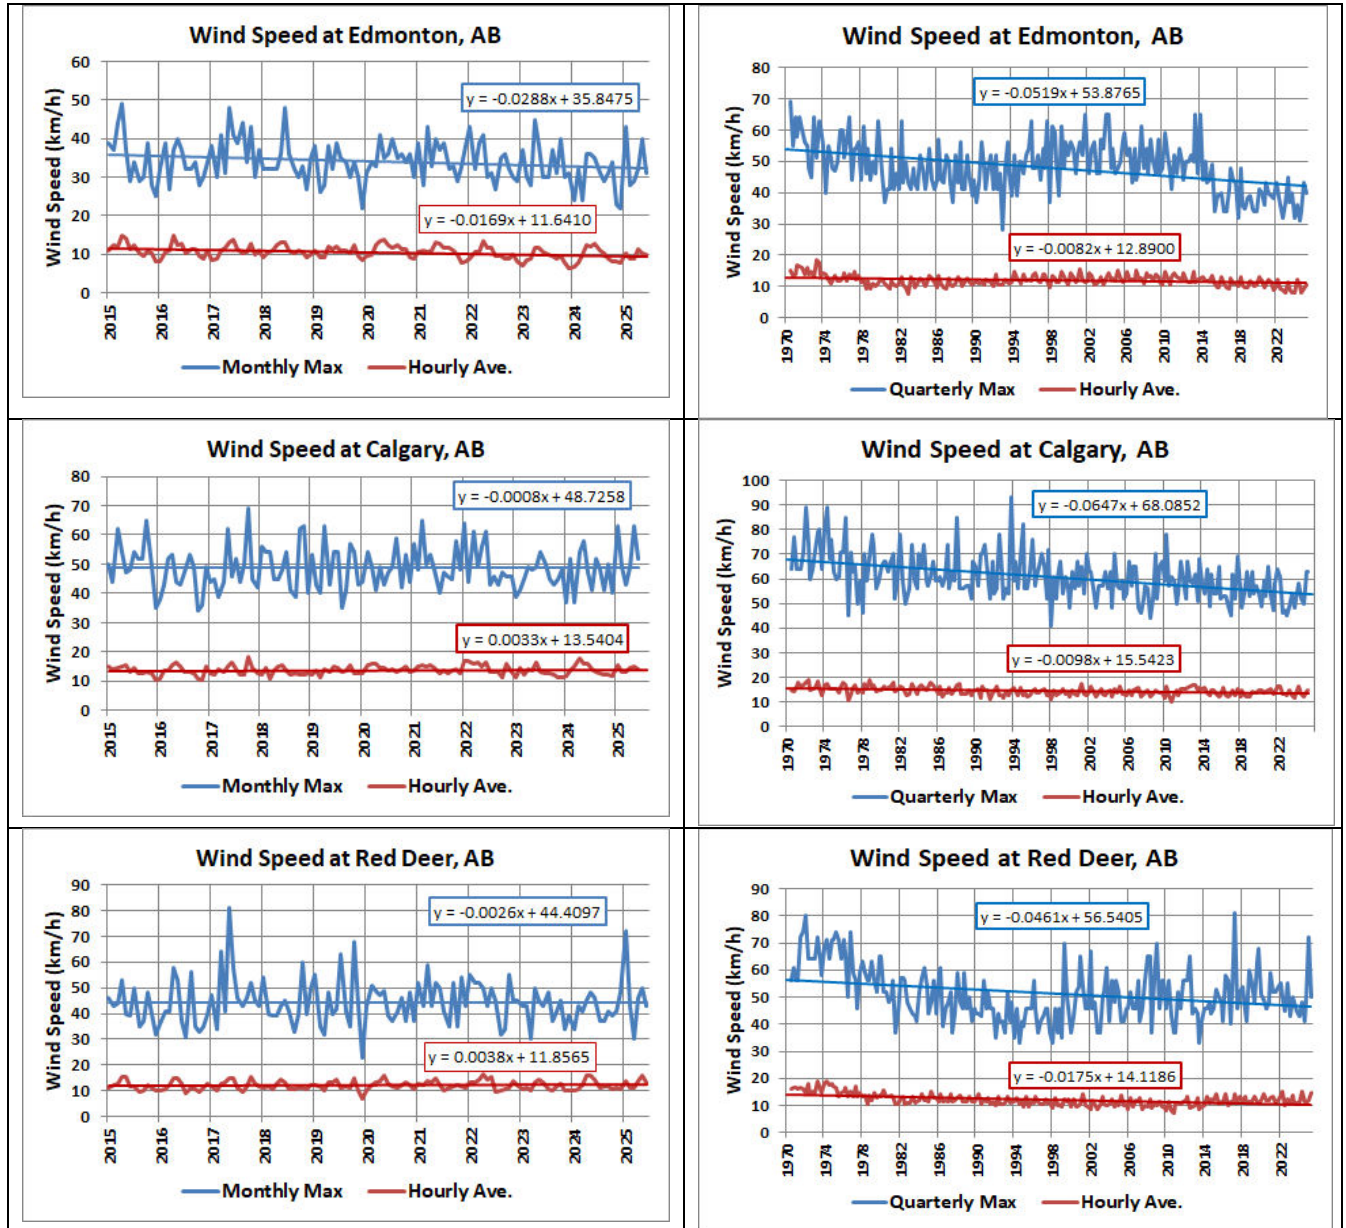 Wind Speed at Edmonton, AB
Wind Speed (km/h)
60
50
40
30
20
10
0
y = -0.0288x + 35.8475
y = -0.0169x + 11.6410
2015 2016 2017 2018 2019 2020 2021 2022 2023 2024 2025
Monthly Max Hourly Ave.
Wind Speed at Edmonton, AB
Wind Speed (km/h)
80
70
60
50
40
30
20
10
0
y = -0.0519x + 53.8765
y = -0.0082x + 12.8900
1970 1974 1978 1982 1986 1990 1994 1998 2002 2006 2010 2014 2018 2022
Quarterly Max Hourly Ave.
Wind Speed at Calgary, AB
Wind Speed (km/h)
80
70
60
50
40
30
20
10
0
y = -0.0008x + 48.7258
y = 0.0033x + 13.5404
2015 2016 2017 2018 2019 2020 2021 2022 2023 2024 2025
Monthly Max Hourly Ave.
Wind Speed at Calgary, AB
Wind Speed (km/h)
100
90
80
70
60
50
40
30
20
10
0
y = -0.0647x + 68.0852
y = -0.0098x + 15.5423
1970 1974 1978 1982 1986 1990 1994 1998 2002 2006 2010 2014 2018 2022
Quarterly Max Hourly Ave.
Wind Speed at Red Deer, AB
Wind Speed (km/h)
90
80
70
60
50
40
30
20
10
0
y = -0.0026x + 44.4097
y = 0.0038x + 11.8565
2015 2016 2017 2018 2019 2020 2021 2022 2023 2024 2025
Monthly Max Hourly Ave.
Wind Speed at Red Deer, AB
Wind Speed (km/h)
90
80
70
60
50
40
30
20
10
0
y = -0.0461x + 56.5405
y = -0.0175x + 14.1186
1970 1974 1978 1982 1986 1990 1994 1998 2002 2006 2010 2014 2018 2022
Quarterly Max Hourly Ave.